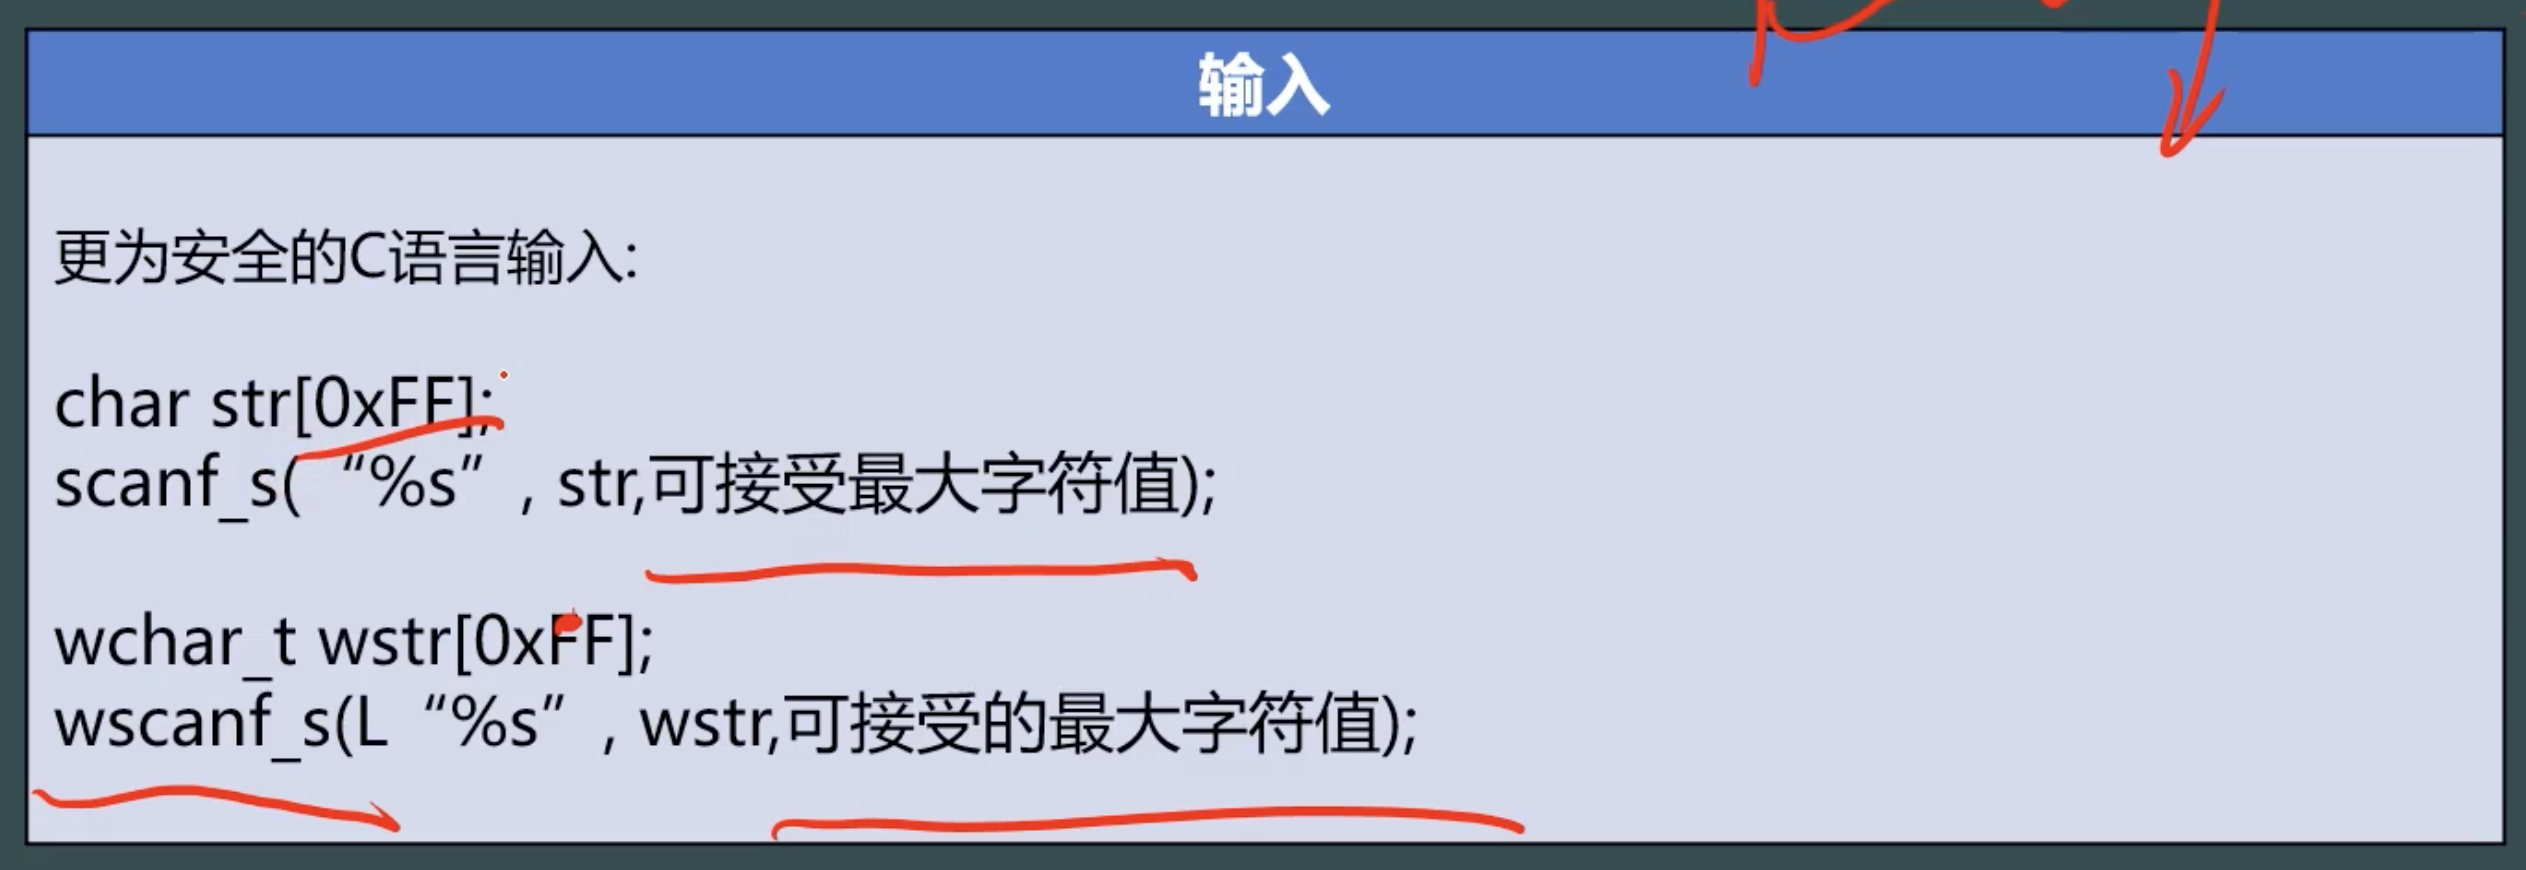 输入
更为安全的C语言输入:
char str[0xFF];
scanf_s( “%s” , str,可接受最大字符值);
wchar_t wstr[0xFF];
wscanf_s(L “%s” , wstr,可接受的最大字符值);